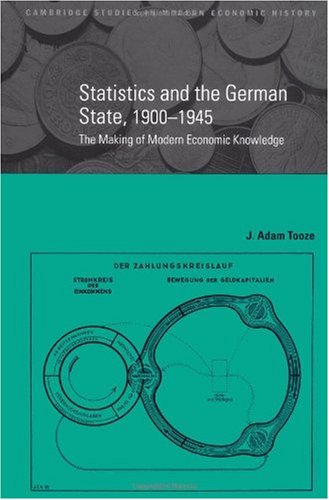 CAMBRIDGE STUDIES IN MODERN ECONOMIC HISTORY
Statistics and the German
State, 1900–1945
The Making of Modern Economic Knowledge
J. Adam Tooze
DER ZAHLUNGSKREISLAUF
STROMKREIS
DES
EINKOMMENS
BEWEGUNG DER GELDKAPITALIEN